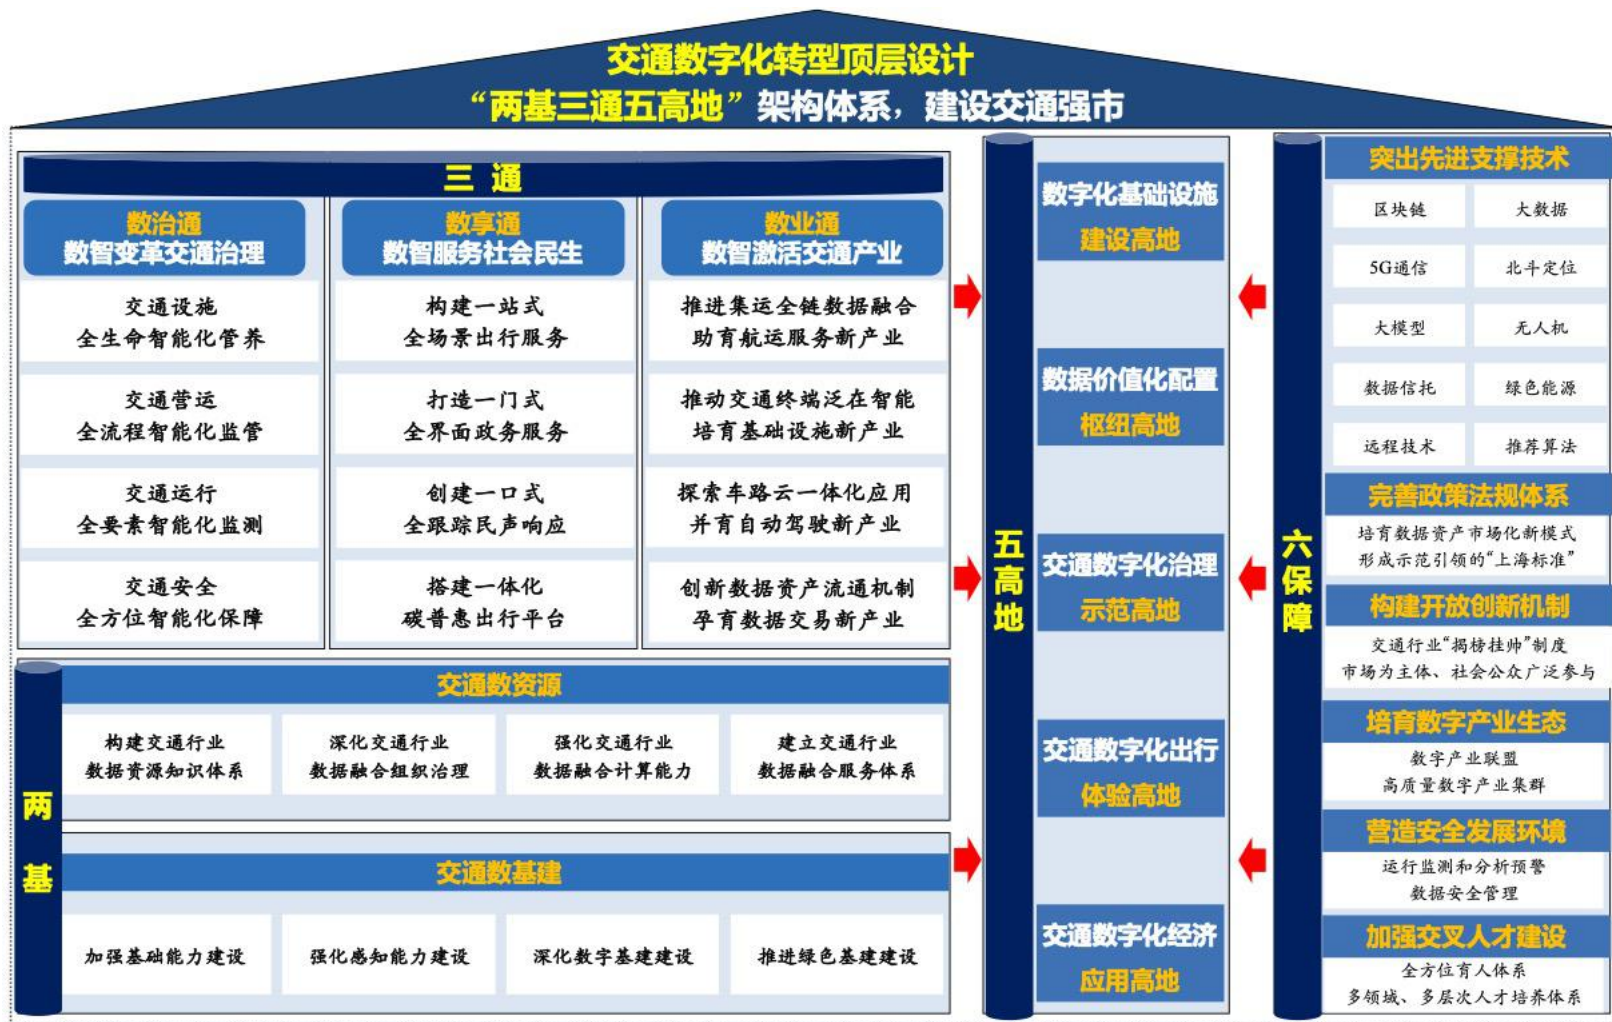 交通数字化转型顶层设计
“两基三通五高地”架构体系，建设交通强市
三 通
数治通
数智变革交通治理
交通设施
全生命智能化管养
交通营运
全流程智能化监管
交通运行
全要素智能化监测
交通安全
全方位智能化保障
数享通
数智服务社会民生
构建一站式
全场景出行服务
打造一门式
全界面政务服务
创建一口式
全跟踪民声响应
搭建一体化
碳普惠出行平台
数业通
数智激活交通产业
推进集运全链数据融合
助育航运服务新产业
推动交通终端泛在智能
培育基础设施新产业
探索车路云一体化应用
并育自动驾驶新产业
创新数据资产流通机制
孕育数据交易新产业
两基
交通数资源
构建交通行业
数据资源知识体系
深化交通行业
数据融合组织治理
强化交通行业
数据融合计算能力
建立交通行业
数据融合服务体系
交通数基建
加强基础能力建设
强化感知能力建设
深化数字基建建设
推进绿色基建建设
五高地
数字化基础设施
建设高地
数据价值化配置
枢纽高地
交通数字化治理
示范高地
交通数字化出行
体验高地
交通数字化经济
应用高地
六保障
突出先进支撑技术
区块链
大数据
5G通信
北斗定位
大模型
无人机
数据信托
绿色能源
远程技术
推荐算法
完善政策法规体系
培育数据资产市场化新模式
形成示范引领的“上海标准”
构建开放创新机制
交通行业“揭榜挂帅”制度
市场为主体、社会公众广泛参与
培育数字产业生态
数字产业联盟
高质量数字产业集群
营造安全发展环境
运行监测和分析预警
数据安全管理
加强交叉人才建设
全方位育人体系
多领域、多层次人才培养体系